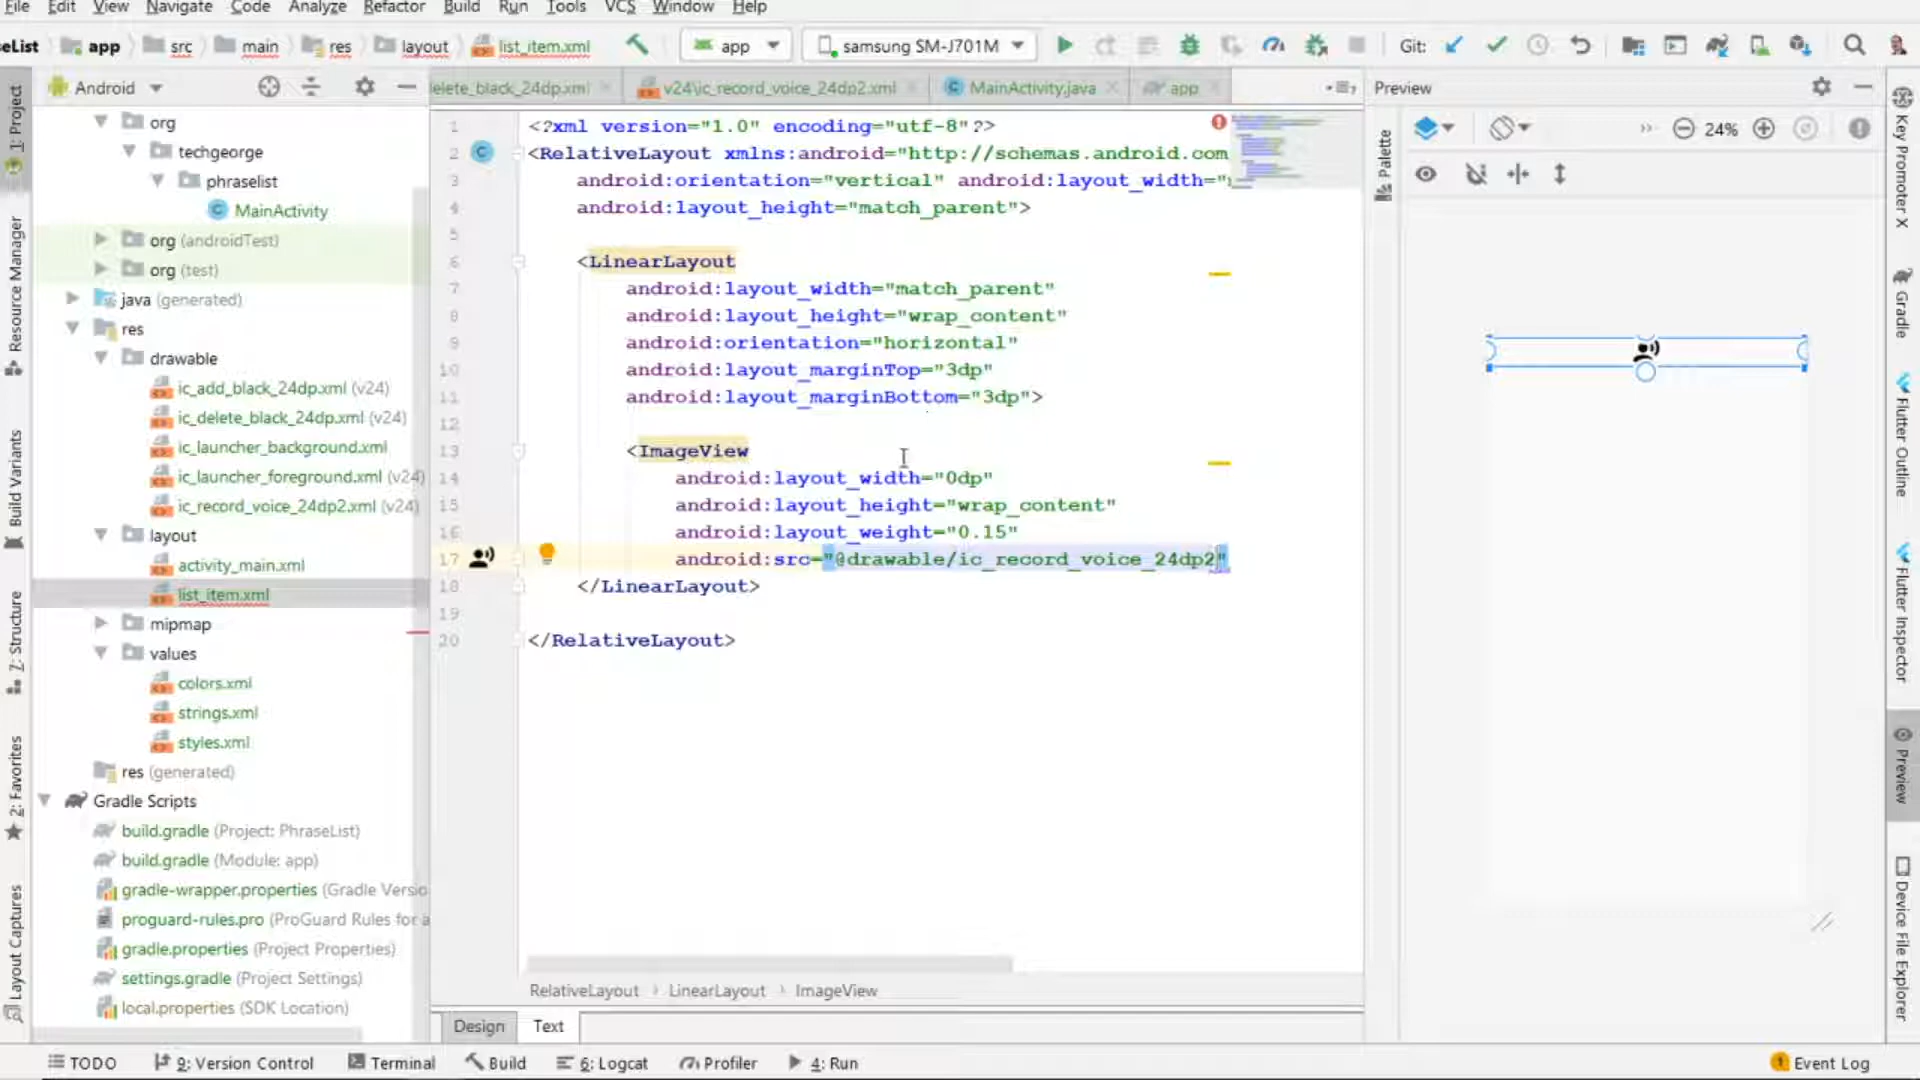 File Edit View Navigate Code Analyze Refactor Build Run Tools VCS Window Help
eList app src main res layout list_item.xml app samsung SM-J701M Git:
Android
elete_black_24dp.xml v24\ic_record_voice_24dp2.xml MainActivity.java app
Preview
1: Project
Resource Manager
Build Variants
7: Structure
2: Favorites
Layout Captures
org
techgeorge
phraselist
MainActivity
org (androidTest)
org (test)
java (generated)
res
drawable
ic_add_black_24dp.xml (v24)
ic_delete_black_24dp.xml (v24)
ic_launcher_background.xml
ic_launcher_foreground.xml (v24)
ic_record_voice_24dp2.xml (v24)
layout
activity_main.xml
list_item.xml
mipmap
values
colors.xml
strings.xml
styles.xml
res (generated)
Gradle Scripts
build.gradle (Project: PhraseList)
build.gradle (Module: app)
gradle-wrapper.properties (Gradle Versio
proguard-rules.pro (ProGuard Rules for a
gradle.properties (Project Properties)
settings.gradle (Project Settings)
local.properties (SDK Location)
1 <?xml version="1.0" encoding="utf-8"?>
2 <RelativeLayout xmlns:android="http://schemas.android.com
3 android:orientation="vertical" android:layout_width="
4 android:layout_height="match_parent">
5
6 <LinearLayout
7 android:layout_width="match_parent"
8 android:layout_height="wrap_content"
9 android:orientation="horizontal"
10 android:layout_marginTop="3dp"
11 android:layout_marginBottom="3dp">
12
13 <ImageView
14 android:layout_width="0dp"
15 android:layout_height="wrap_content"
16 android:layout_weight="0.15"
17 android:src="@drawable/ic_record_voice_24dp2"
18 </LinearLayout>
19
20 </RelativeLayout>
RelativeLayout › LinearLayout › ImageView
Design Text
Palette
24%
Key Promoter X
Gradle
Flutter Outline
Flutter Inspector
Preview
Device File Explorer
TODO 9: Version Control Terminal Build 6: Logcat Profiler 4: Run Event Log